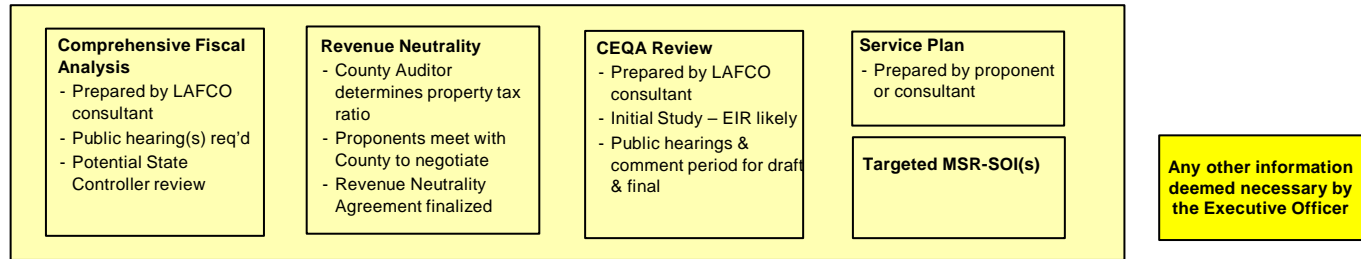 Comprehensive Fiscal
Analysis
- Prepared by LAFCO
consultant
- Public hearing(s) req'd
- Potential State
Controller review
Revenue Neutrality
- County Auditor
determines property tax
ratio
- Proponents meet with
County to negotiate
- Revenue Neutrality
Agreement finalized
CEQA Review
- Prepared by LAFCO
consultant
- Initial Study – EIR likely
- Public hearings &
comment period for draft
& final
Service Plan
- Prepared by proponent
or consultant
Targeted MSR-SOI(s)
Any other information
deemed necessary by
the Executive Officer